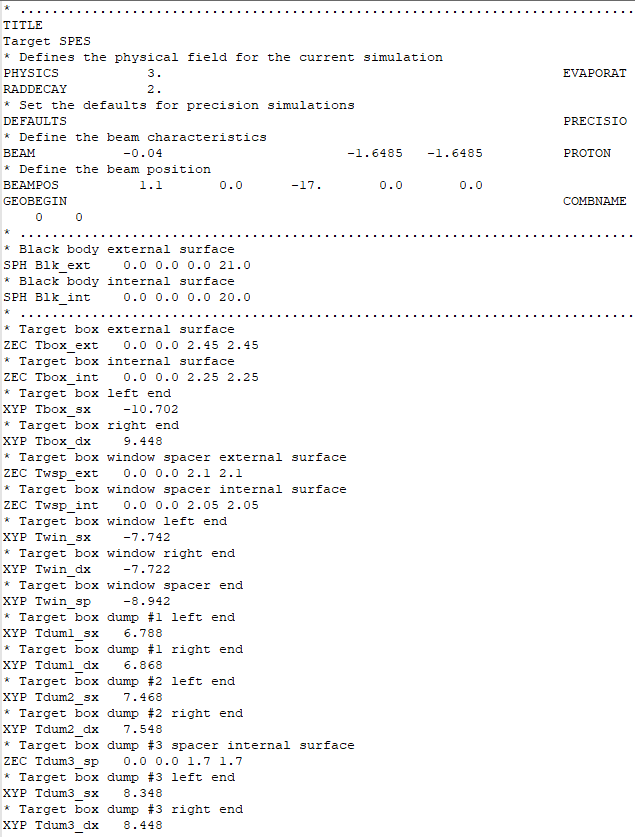 * ..............................................................................
TITLE
Target SPES
* Defines the physical field for the current simulation
PHYSICS           3.                                                  EVAPORAT
RADDECAY          2.
* Set the defaults for precision simulations
DEFAULTS                                                              PRECISIO
* Define the beam characteristics
BEAM           -0.04                       -1.6485   -1.6485          PROTON
* Define the beam position
BEAMPOS          1.1       0.0      -17.       0.0       0.0
GEOBEGIN                                                              COMBNAME
    0    0
* ..............................................................................
* Black body external surface
SPH Blk_ext    0.0 0.0 0.0 21.0
* Black body internal surface
SPH Blk_int    0.0 0.0 0.0 20.0
* ..............................................................................
* Target box external surface
ZEC Tbox_ext   0.0 0.0 2.45 2.45
* Target box internal surface
ZEC Tbox_int   0.0 0.0 2.25 2.25
* Target box left end
XYP Tbox_sx    -10.702
* Target box right end
XYP Tbox_dx    9.448
* Target box window spacer external surface
ZEC Twsp_ext   0.0 0.0 2.1 2.1
* Target box window spacer internal surface
ZEC Twsp_int   0.0 0.0 2.05 2.05
* Target box window left end
XYP Twin_sx    -7.742
* Target box window right end
XYP Twin_dx    -7.722
* Target box window spacer end
XYP Twin_sp    -8.942
* Target box dump #1 left end
XYP Tdum1_sx   6.788
* Target box dump #1 right end
XYP Tdum1_dx   6.868
* Target box dump #2 left end
XYP Tdum2_sx   7.468
* Target box dump #2 right end
XYP Tdum2_dx   7.548
* Target box dump #3 spacer internal surface
ZEC Tdum3_sp   0.0 0.0 1.7 1.7
* Target box dump #3 left end
XYP Tdum3_sx   8.348
* Target box dump #3 right end
XYP Tdum3_dx   8.448